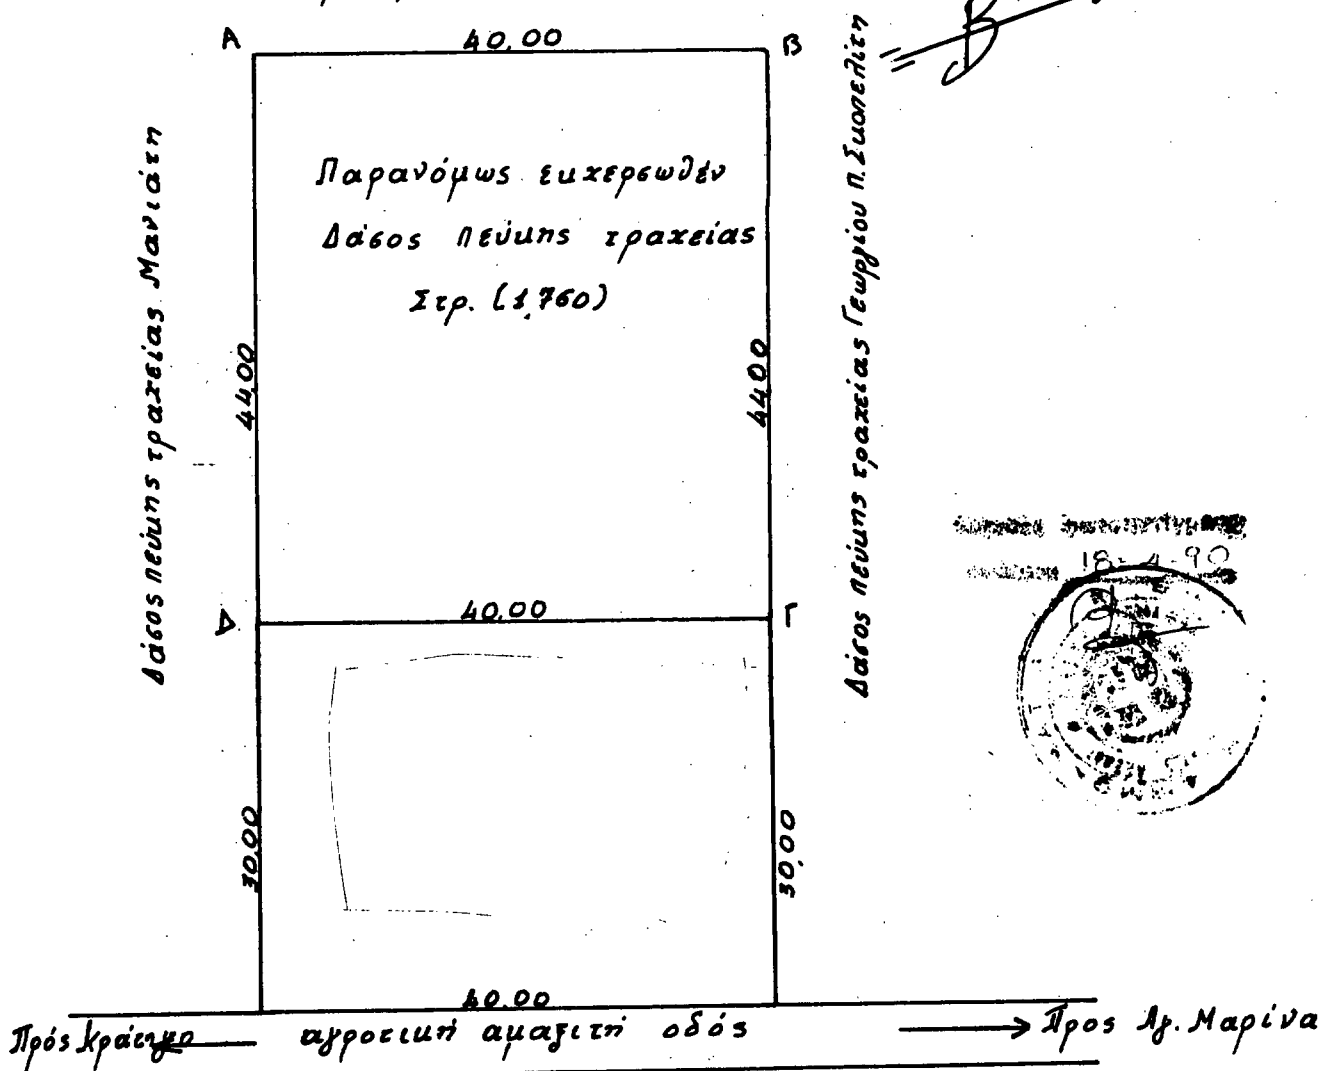 Α 40.00 Β
Παρανόμως εκχερσωθέν
Δάσος πεύκης τραχείας
Στρ. (1,760)
Δάσος πεύκης τραχείας Μανιάτη
44.00
44.00
Δάσος πεύκης τραχείας Γεωργίου Π. Σκοπελίτη
18-4-90
Δ 40.00 Γ
30.00
30.00
40.00
Πρός Κράτηγο ← αγροτική αμαξιτή οδός → Προς Αγ. Μαρίνα